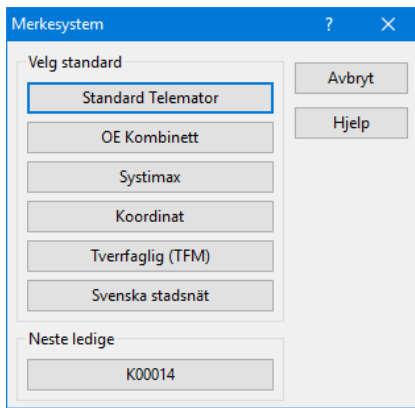 Merkesystem
Velg standard
Standard Telemator
OE Kombinett
Systimax
Koordinat
Tverrfaglig (TFM)
Svenska stadsnät
Neste ledige
K00014
?
Avbryt
Hjelp